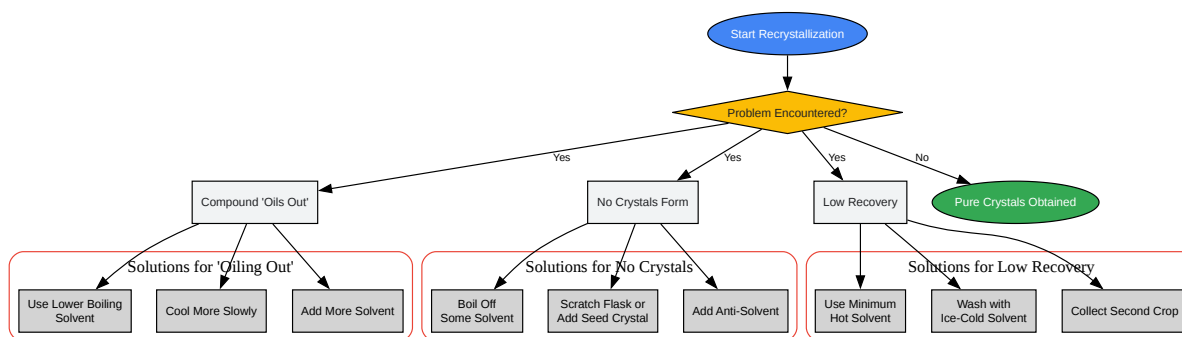 Start Recrystallization
Problem Encountered?
Yes
Yes
Yes
No
Compound 'Oils Out'
No Crystals Form
Low Recovery
Pure Crystals Obtained
Solutions for 'Oiling Out'
Solutions for No Crystals
Solutions for Low Recovery
Use Lower Boiling
Solvent
Cool More Slowly
Add More Solvent
Boil Off
Some Solvent
Scratch Flask or
Add Seed Crystal
Add Anti-Solvent
Use Minimum
Hot Solvent
Wash with
Ice-Cold Solvent
Collect Second Crop